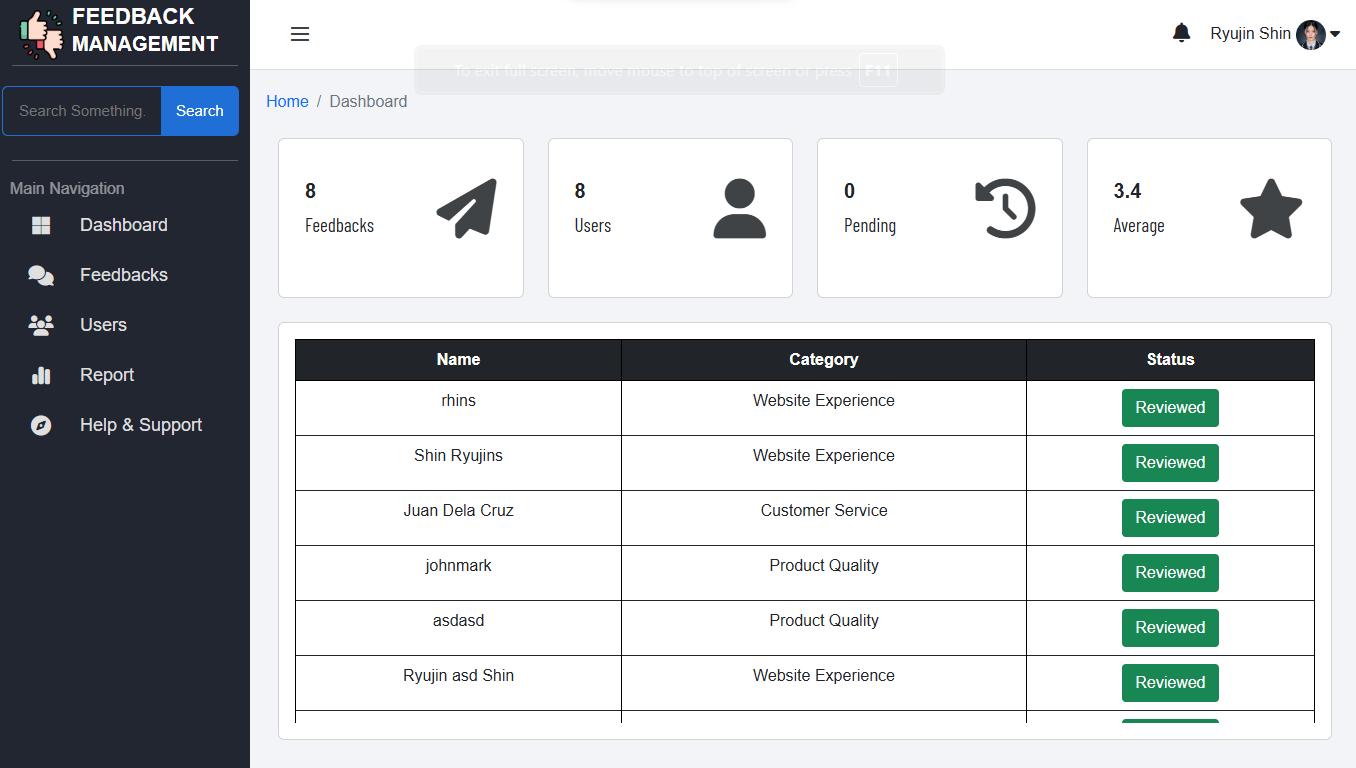 FEEDBACK
MANAGEMENT
Search Something.
Search
Main Navigation
Dashboard
Feedbacks
Users
Report
Help & Support
Ryujin Shin
To exit full screen, move mouse to top of screen or press F11
Home / Dashboard
8
Feedbacks
8
Users
0
Pending
3.4
Average
Name Category Status
rhins Website Experience Reviewed
Shin Ryujins Website Experience Reviewed
Juan Dela Cruz Customer Service Reviewed
johnmark Product Quality Reviewed
asdasd Product Quality Reviewed
Ryujin asd Shin Website Experience Reviewed